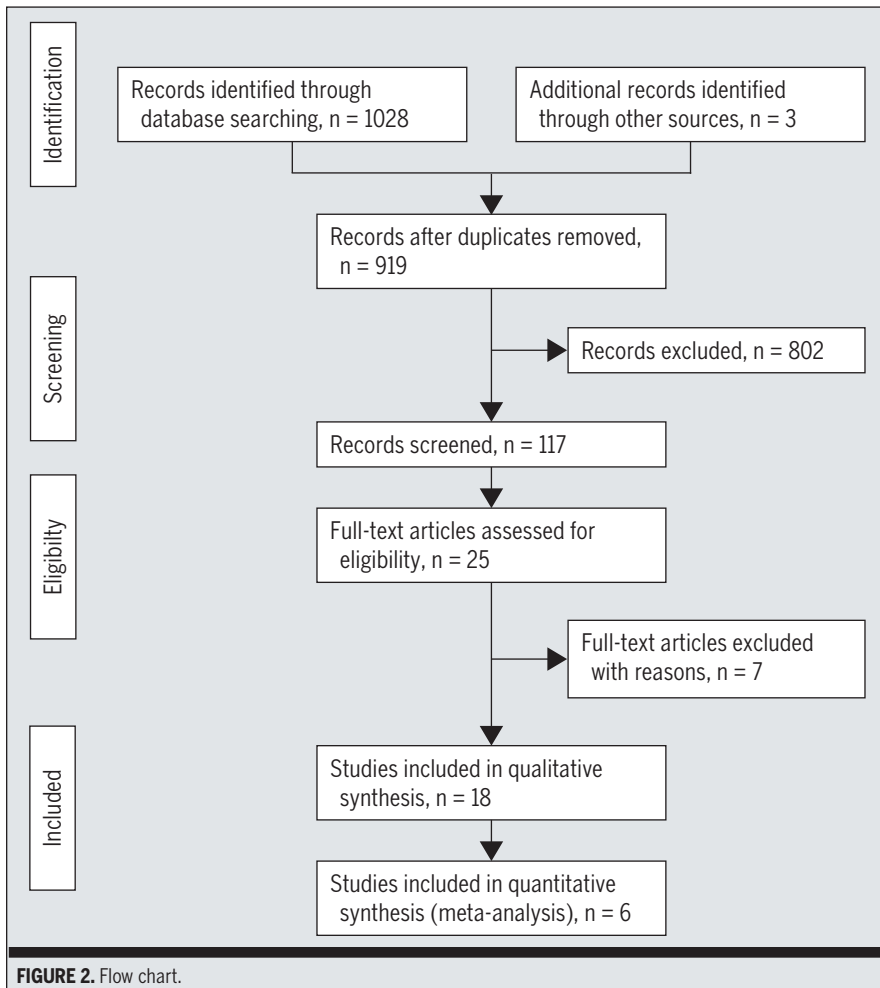 Identification
Records identified through
database searching, n = 1028
Additional records identified
through other sources, n = 3
Records after duplicates removed,
n = 919
Screening
Records excluded, n = 802
Records screened, n = 117
Eligibilty
Full-text articles assessed for
eligibility, n = 25
Full-text articles excluded
with reasons, n = 7
Included
Studies included in qualitative
synthesis, n = 18
Studies included in quantitative
synthesis (meta-analysis), n = 6
FIGURE 2. Flow chart.